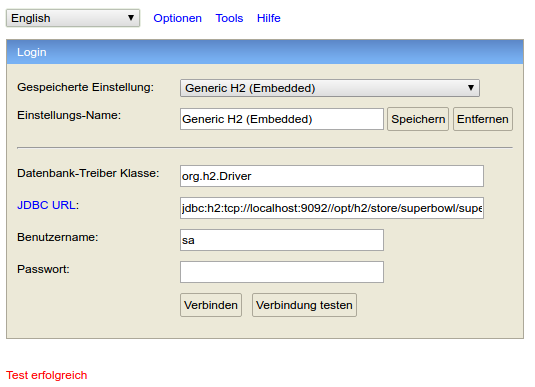 English Optionen Tools Hilfe
Login
Gespeicherte Einstellung: Generic H2 (Embedded)
Einstellungs-Name: Generic H2 (Embedded) Speichern Entfernen
Datenbank-Treiber Klasse: org.h2.Driver
JDBC URL: jdbc:h2:tcp://localhost:9092//opt/h2/store/superbowl/supe
Benutzername: sa
Passwort:
Verbinden Verbindung testen
Test erfolgreich